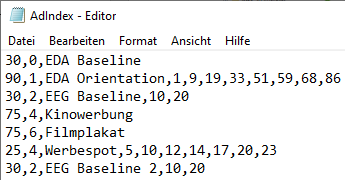 AdIndex - Editor
Datei Bearbeiten Format Ansicht Hilfe
30,0,EDA Baseline
90,1,EDA Orientation,1,9,19,33,51,59,68,86
30,2,EEG Baseline,10,20
75,4,Kinowerbung
75,6,Filmplakat
25,4,Werbespot,5,10,12,14,17,20,23
30,2,EEG Baseline 2,10,20